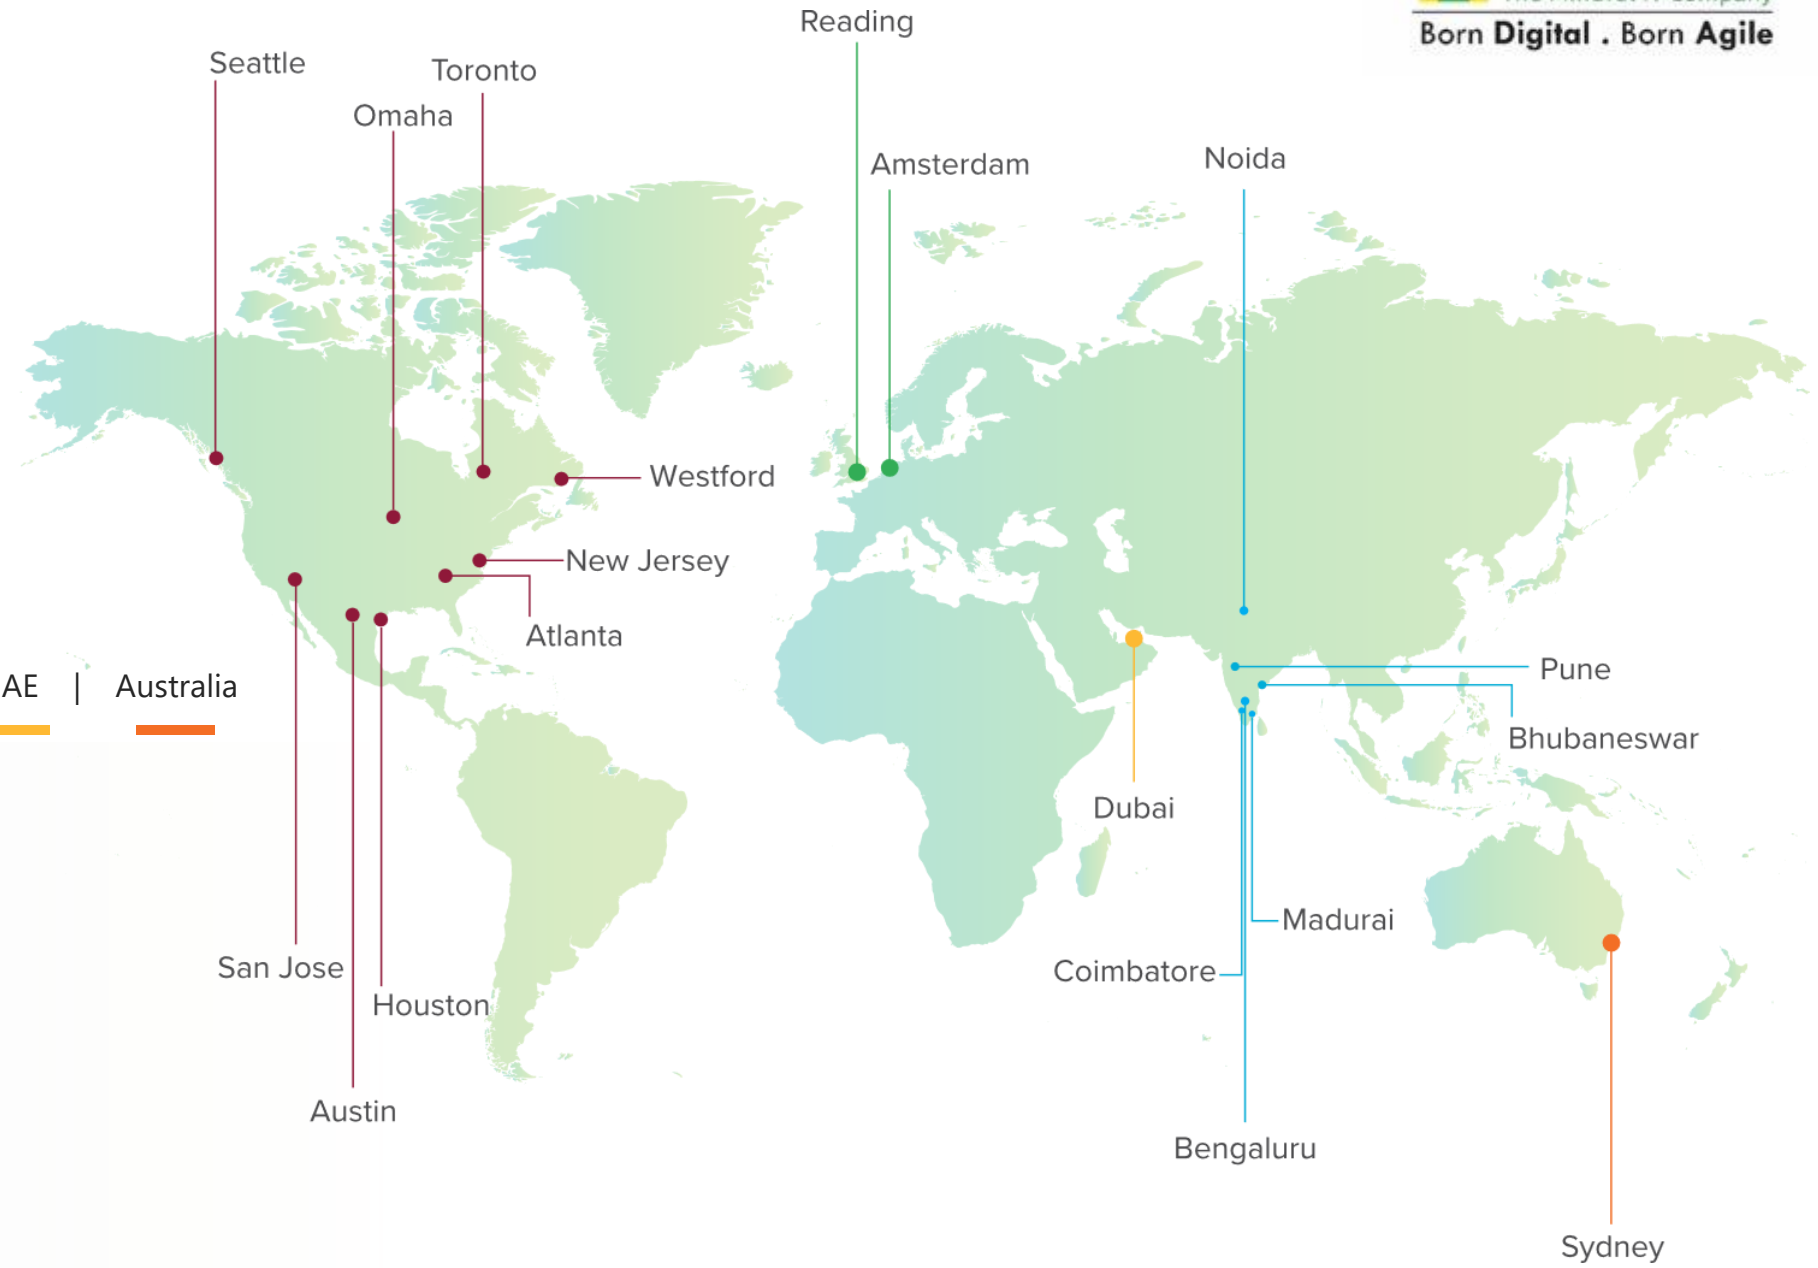 Born Digital . Born Agile
Reading
Seattle
Toronto
Omaha
Noida
Amsterdam
Westford
New Jersey
Atlanta
Pune
AE | Australia
Bhubaneswar
Dubai
Madurai
San Jose
Coimbatore
Houston
Austin
Bengaluru
Sydney